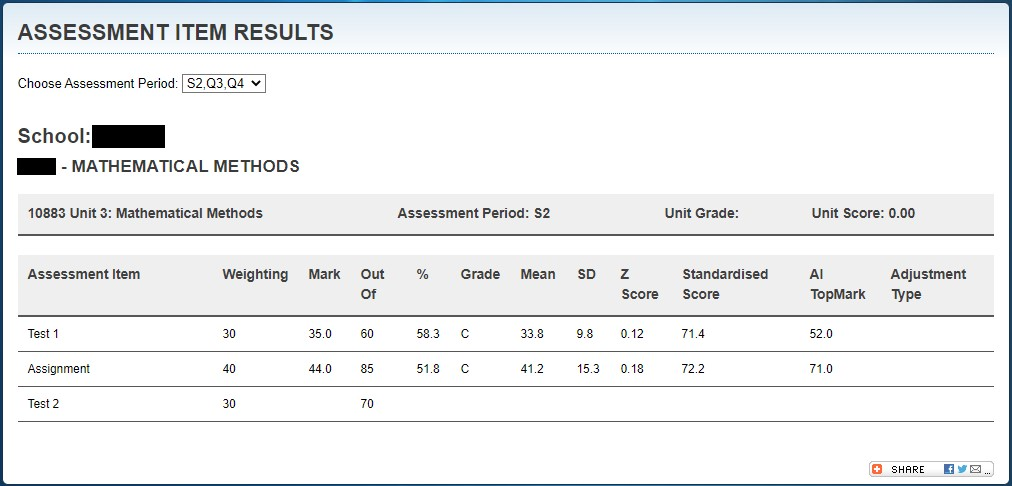 ASSESSMENT ITEM RESULTS
Choose Assessment Period: S2,Q3,Q4
School:
- MATHEMATICAL METHODS
10883 Unit 3: Mathematical Methods Assessment Period: S2 Unit Grade: Unit Score: 0.00
Assessment Item Weighting Mark Out Of % Grade Mean SD Z Score Standardised Score AI TopMark Adjustment Type
Test 1 30 35.0 60 58.3 C 33.8 9.8 0.12 71.4 52.0
Assignment 40 44.0 85 51.8 C 41.2 15.3 0.18 72.2 71.0
Test 2 30 70
SHARE ...